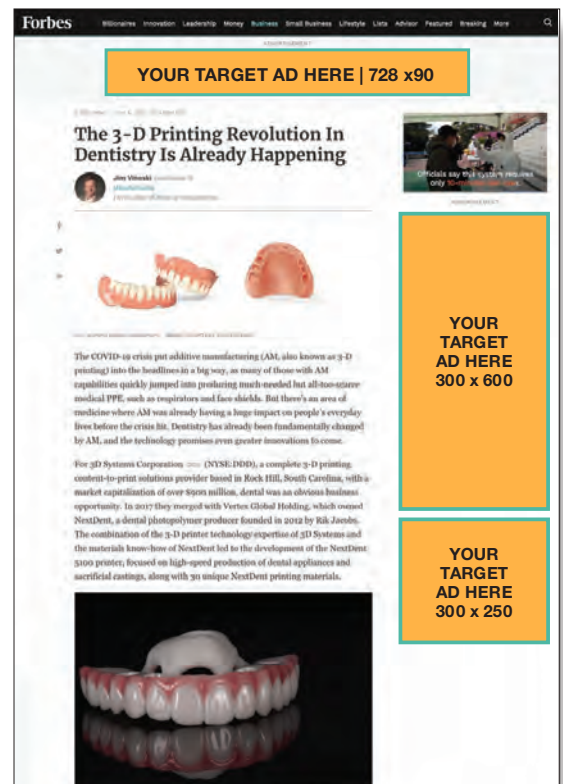 Forbes
Billionaires Innovation Leadership Money Business Small Business Lifestyle Lists Advisor Featured Breaking More
ADVERTISEMENT
YOUR TARGET AD HERE | 728 x90
The 3-D Printing Revolution In
Dentistry Is Already Happening
Jim Vinoski
Officials say this system requires
only
ADVERTISEMENT
YOUR
TARGET
AD HERE
300 x 600
The COVID-19 crisis put additive manufacturing (AM, also known as 3-D
printing) into the headlines in a big way, as many of those with AM
capabilities quickly jumped into producing much-needed but all-too-scarce
medical PPE, such as respirators and face shields. But there's an area of
medicine where AM was already having a huge impact on people's everyday
lives before the crisis hit. Dentistry has already been fundamentally changed
by AM, and the technology promises even greater innovations to come.
For 3D Systems Corporation (NYSE:DDD), a complete 3-D printing
content-to-print solutions provider based in Rock Hill, South Carolina, with a
market capitalization of over $900 million, dental was an obvious business
opportunity. In 2017 they merged with Vertex Global Holding, which owned
NextDent, a dental photopolymer producer founded in 2012 by Rik Jacobs.
The combination of the 3-D printer technology expertise of 3D Systems and
the materials know-how of NextDent led to the development of the NextDent
5100 printer, focused on high-speed production of dental appliances and
sacrificial castings, along with 30 unique NextDent printing materials.
YOUR
TARGET
AD HERE
300 x 250